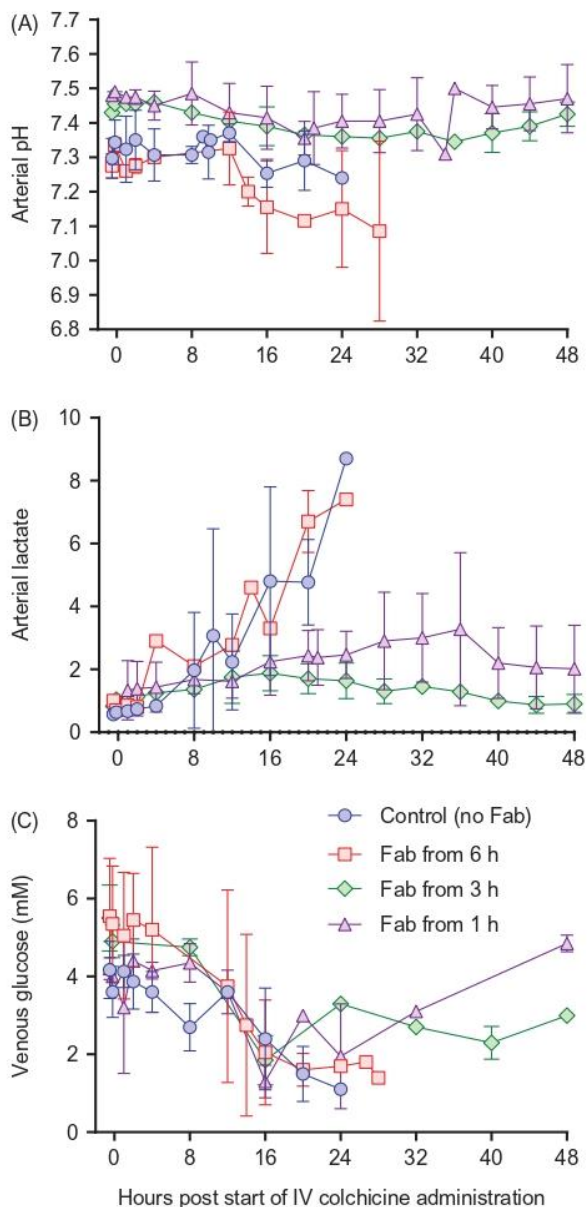 (A)
Arterial pH
7.7
7.6
7.5
7.4
7.3
7.2
7.1
7.0
6.9
6.8
0 8 16 24 32 40 48
(B)
Arterial lactate
10
8
6
4
2
0
0 8 16 24 32 40 48
(C)
Venous glucose (mM)
8
6
4
2
0
Control (no Fab)
Fab from 6 h
Fab from 3 h
Fab from 1 h
0 8 16 24 32 40 48
Hours post start of IV colchicine administration